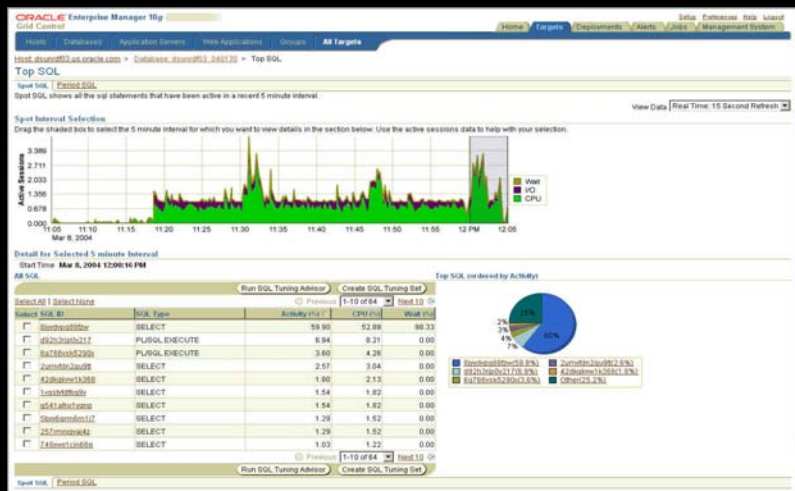 ORACLE Enterprise Manager 10g
Grid Control
Setup Preferences Help Logout
Home Targets Deployments Alerts Jobs Management System
Hosts Databases Application Servers Web Applications Groups All Targets
> Top SQL
Top SQL
Spot SQL Period SQL
Spot SQL shows all the sql statements that have been active in a recent 5 minute interval.
View Data Real Time: 15 Second Refresh
Spot Interval Selection
Drag the shaded box to select the 5 minute interval for which you want to view details in the section below. Use the active sessions data to help with your selection.
Active Sessions
3.389
2.711
2.033
1.356
0.678
0.000
11:05 11:10 11:15 11:20 11:25 11:30 11:35 11:40 11:45 11:50 11:55 12 PM 12:05
Mar 8, 2004
Wait
I/O
CPU
Detail for Selected 5 minute Interval
Start Time Mar 8, 2004 12:00:16 PM
All SQL
Top SQL (ordered by Activity)
Run SQL Tuning Advisor Create SQL Tuning Set
Select All Select None
Previous 1-10 of 64 Next 10
Select SQL ID SQL Type Activity (%) CPU (%) Wait (%)
SELECT 59.90 52.88 88.33
PL/SQL EXECUTE 6.94 8.21 0.00
PL/SQL EXECUTE 3.60 4.26 0.00
SELECT 2.57 3.04 0.00
SELECT 1.80 2.13 0.00
SELECT 1.54 1.82 0.00
SELECT 1.54 1.82 0.00
SELECT 1.29 1.52 0.00
SELECT 1.29 1.52 0.00
SELECT 1.03 1.22 0.00
25%
2%
3%
4%
7%
60%
Other(25.2%)
Previous 1-10 of 64 Next 10
Run SQL Tuning Advisor Create SQL Tuning Set
Spot SQL Period SQL